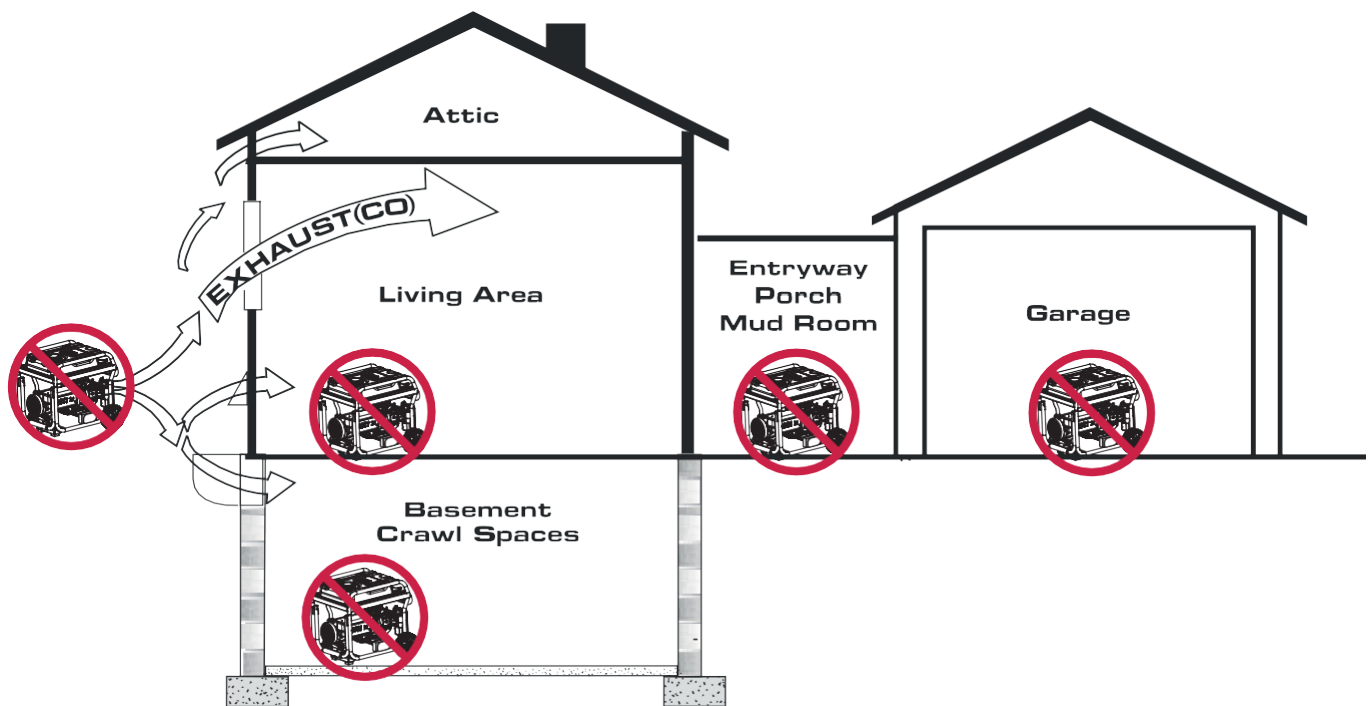 Attic
EXHAUST(CO)
Living Area
Entryway
Porch
Mud Room
Garage
Basement
Crawl Spaces